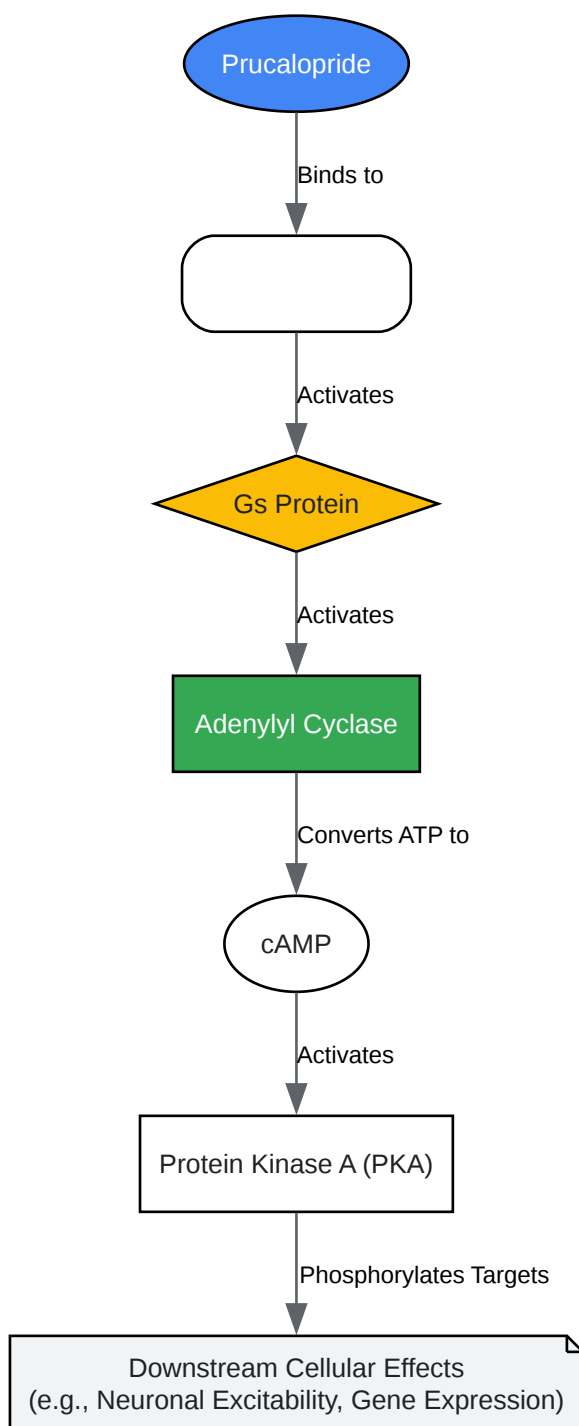 Prucalopride
Binds to
Activates
Gs Protein
Activates
Adenylyl Cyclase
Converts ATP to
cAMP
Activates
Protein Kinase A (PKA)
Phosphorylates Targets
Downstream Cellular Effects
(e.g., Neuronal Excitability, Gene Expression)